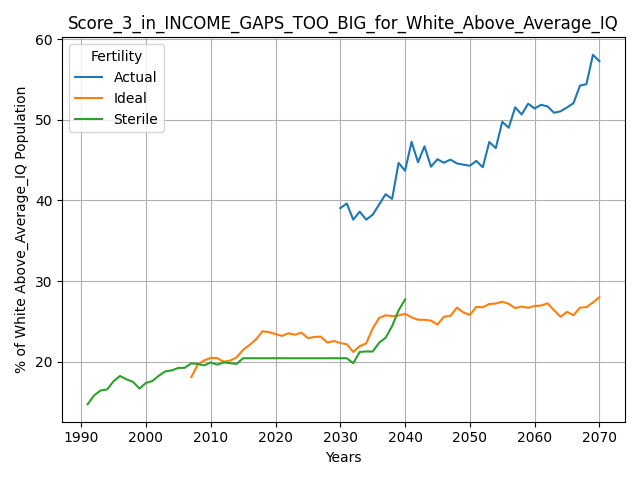 Score_3_in_INCOME_GAPS_TOO_BIG_for_White_Above_Average_IQ
Fertility
Actual
Ideal
Sterile
% of White Above_Average_IQ Population
60
50
40
30
20
1990 2000 2010 2020 2030 2040 2050 2060 2070
Years